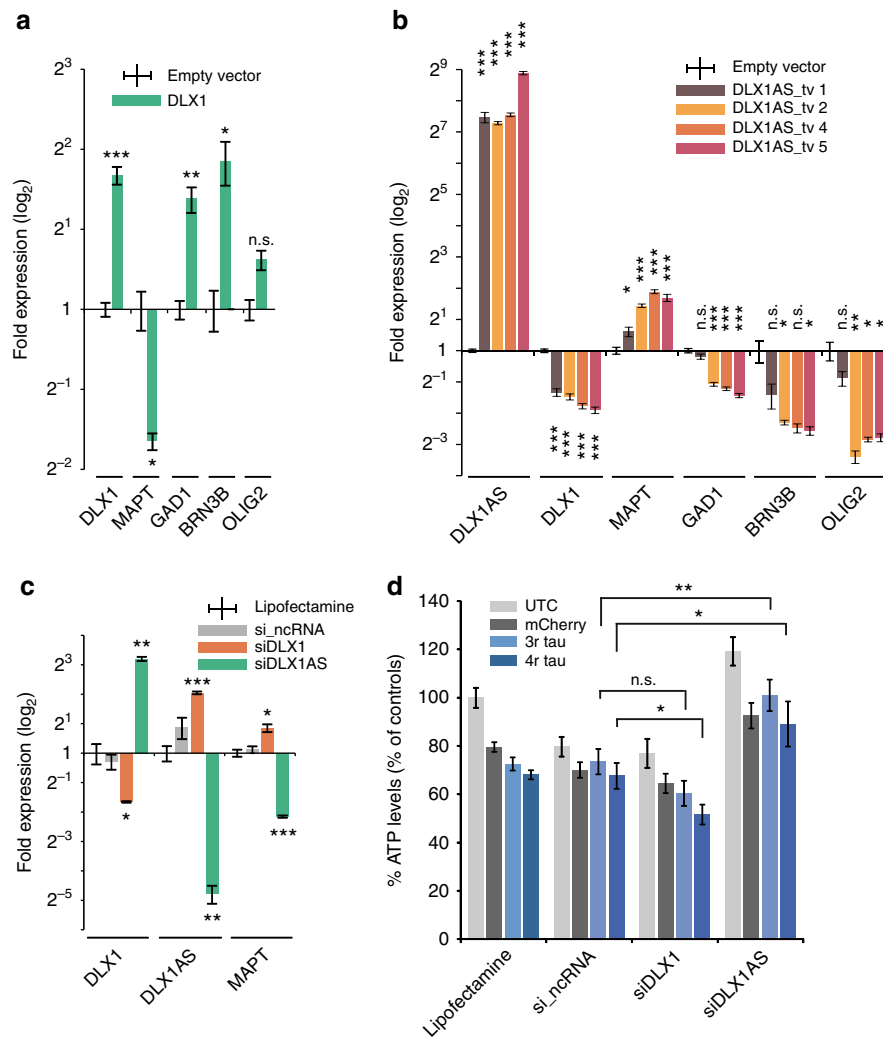 a
Empty vector
DLX1
Fold expression (log2)
2^3
2^2
2^1
1
2^–1
2^–2
***
*
**
*
n.s.
DLX1
MAPT
GAD1
BRN3B
OLIG2
b
Empty vector
DLX1AS_tv 1
DLX1AS_tv 2
DLX1AS_tv 4
DLX1AS_tv 5
Fold expression (log2)
2^9
2^7
2^5
2^3
2^1
1
2^–1
2^–3
***
***
***
***
***
***
***
***
*
***
***
***
n.s.
***
***
***
n.s.
*
n.s.
*
n.s.
**
*
*
DLX1AS
DLX1
MAPT
GAD1
BRN3B
OLIG2
c
Lipofectamine
si_ncRNA
siDLX1
siDLX1AS
Fold expression (log2)
2^3
2^1
1
2^–1
2^–3
2^–5
*
**
***
**
*
***
DLX1
DLX1AS
MAPT
d
UTC
mCherry
3r tau
4r tau
% ATP levels (% of controls)
140
120
100
80
60
40
20
0
**
*
n.s.
*
Lipofectamine
si_ncRNA
siDLX1
siDLX1AS